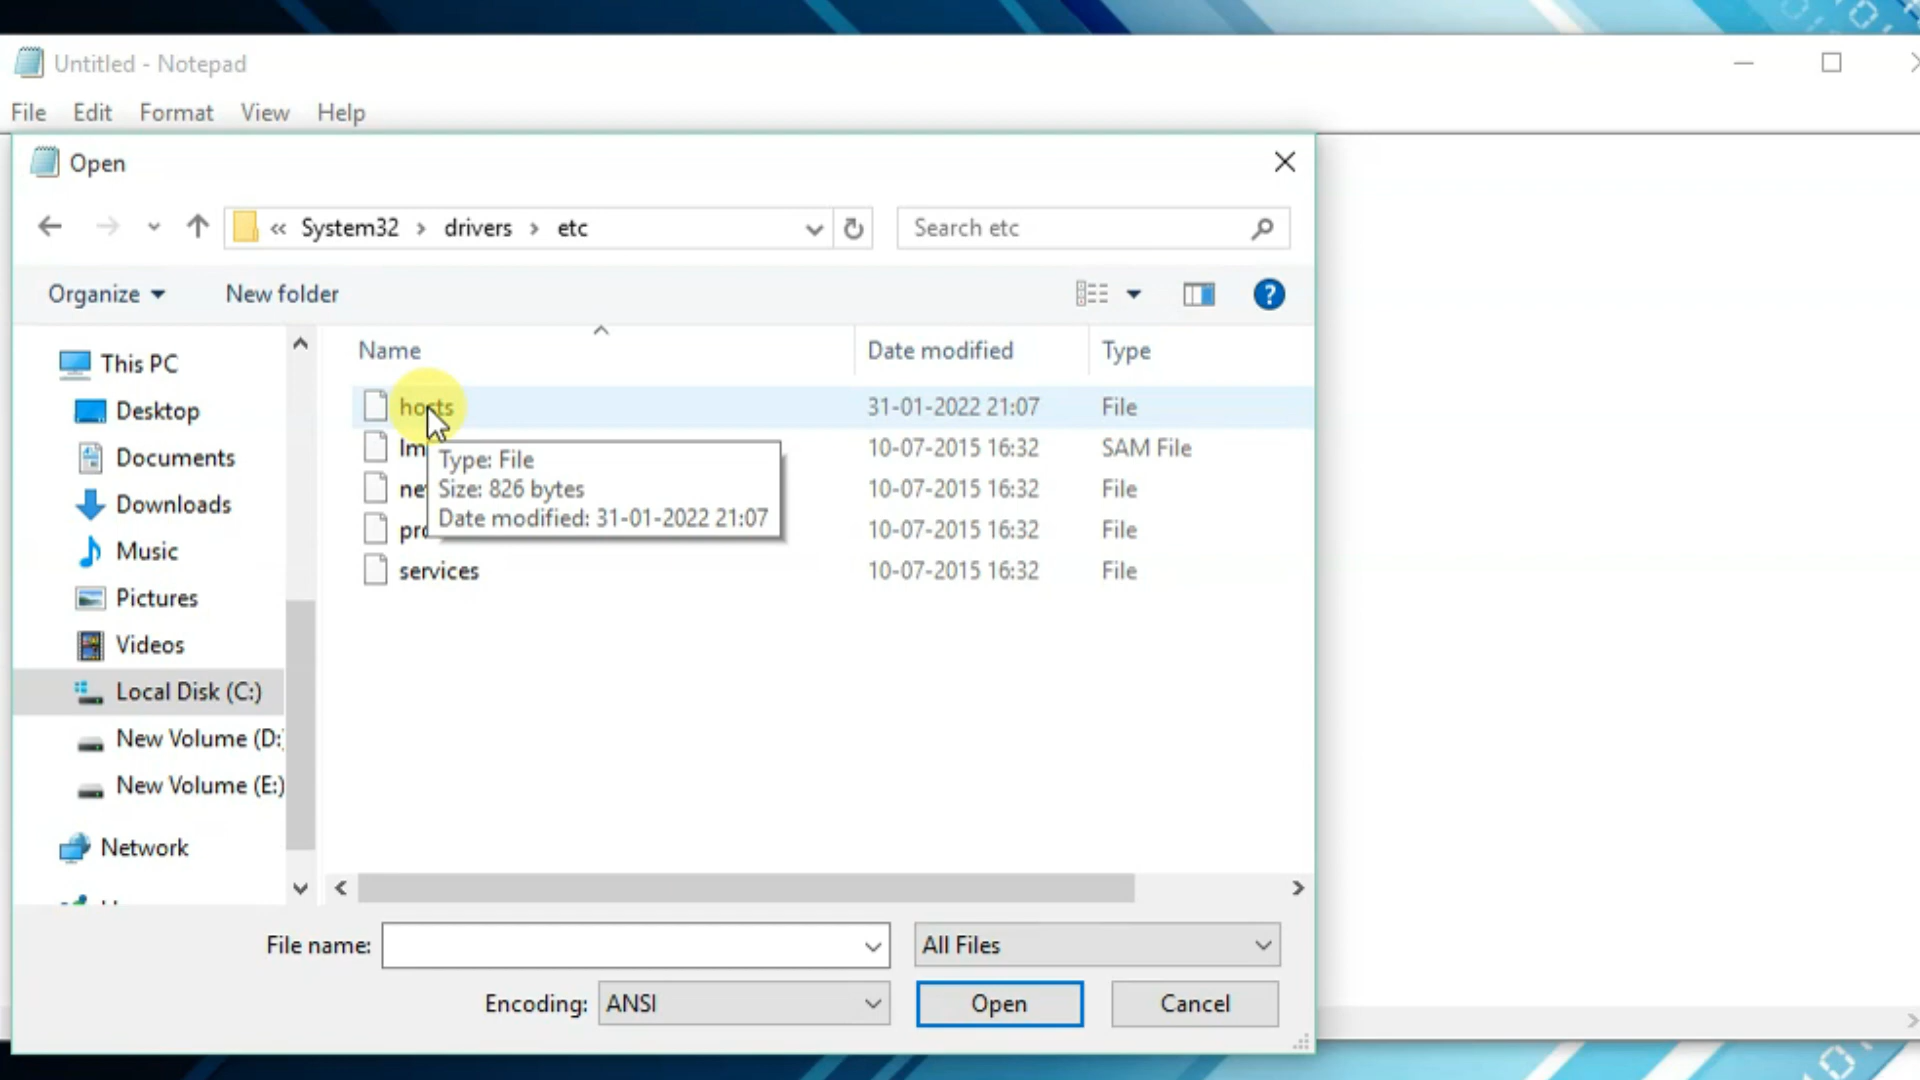 Untitled - Notepad
File Edit Format View Help
Open
« System32 › drivers › etc
Search etc
Organize New folder
Name Date modified Type
This PC
Desktop
Documents
Downloads
Music
Pictures
Videos
Local Disk (C:)
New Volume (D:
New Volume (E:)
Network
hosts 31-01-2022 21:07 File
lm 10-07-2015 16:32 SAM File
ne 10-07-2015 16:32 File
pro 10-07-2015 16:32 File
services 10-07-2015 16:32 File
Type: File
Size: 826 bytes
Date modified: 31-01-2022 21:07
File name: All Files
Encoding: ANSI Open Cancel